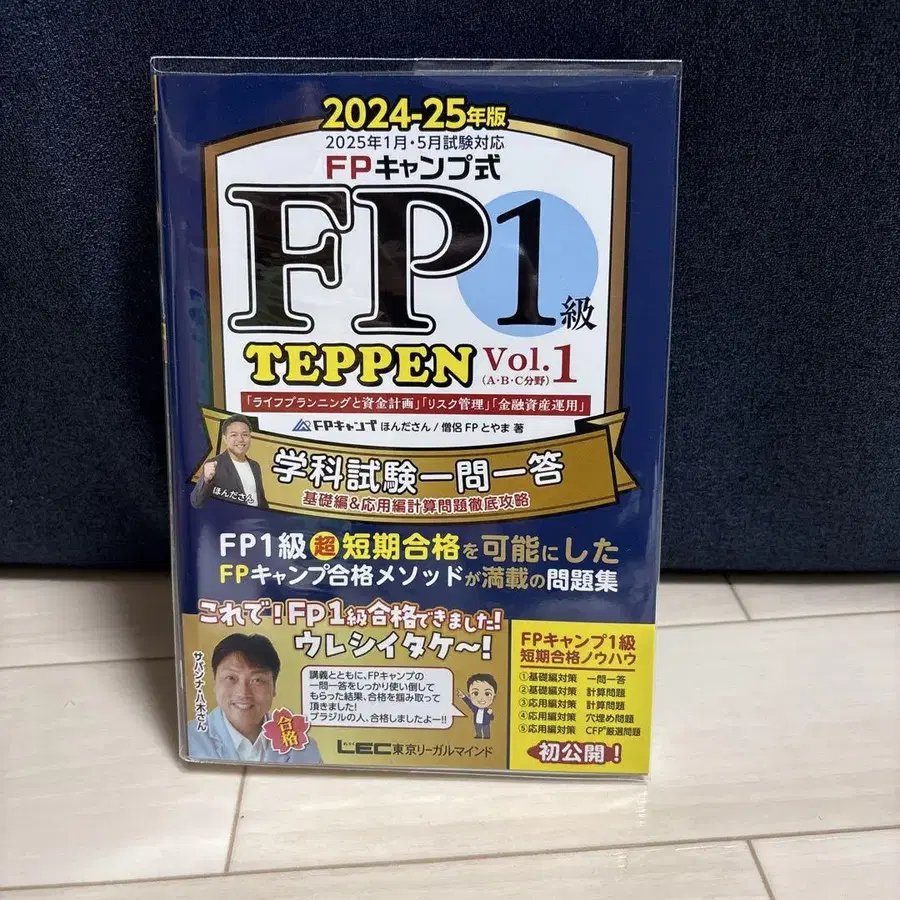 2024-25年版
2025年1月・5月試験対応
FPキャンプ式
FP1級
TEPPEN Vol.1
(A・B・C分野)
「ライフプランニングと資金計画」「リスク管理」「金融資産運用」
FPキャンプ ほんださん / 僧侶FP とやま 著
学科試験一問一答
ほんださん
基礎編&応用編計算問題徹底攻略
FP1級超短期合格を可能にした
FPキャンプ合格メソッドが満載の問題集
これで!FP1級合格できました!
ウレシイタケ〜!
サバンナ・八木さん
講義とともに、FPキャンプの
一問一答をしっかり使い倒して
もらった結果、合格を掴み取って
頂きました!
ブラジルの人、合格しましたよー!!
合格
LEC東京リーガルマインド
FPキャンプ1級
短期合格ノウハウ
①基礎編対策 一問一答
②基礎編対策 計算問題
③応用編対策 計算問題
④応用編対策 穴埋め問題
⑤応用編対策 CFP®厳選問題
初公開!